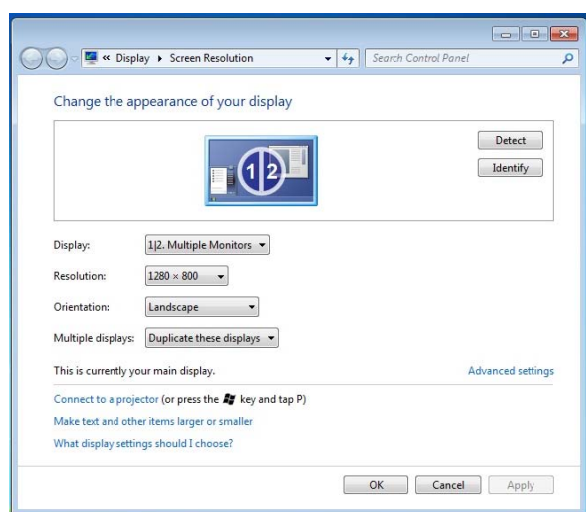 « Display ▸ Screen Resolution
Search Control Panel
Change the appearance of your display
1|2
Detect
Identify
Display: 1|2. Multiple Monitors
Resolution: 1280 × 800
Orientation: Landscape
Multiple displays: Duplicate these displays
This is currently your main display. Advanced settings
Connect to a projector (or press the key and tap P)
Make text and other items larger or smaller
What display settings should I choose?
OK Cancel Apply